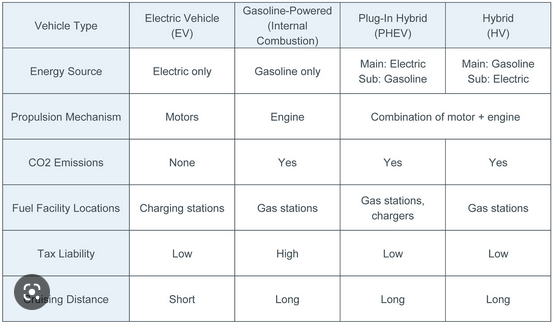 Vehicle Type
Electric Vehicle
(EV)
Gasoline-Powered
(Internal
Combustion)
Plug-In Hybrid
(PHEV)
Hybrid
(HV)
Energy Source
Electric only
Gasoline only
Main: Electric
Sub: Gasoline
Main: Gasoline
Sub: Electric
Propulsion Mechanism
Motors
Engine
Combination of motor + engine
CO2 Emissions
None
Yes
Yes
Yes
Fuel Facility Locations
Charging stations
Gas stations
Gas stations,
chargers
Gas stations
Tax Liability
Low
High
Low
Low
Cruising Distance
Short
Long
Long
Long